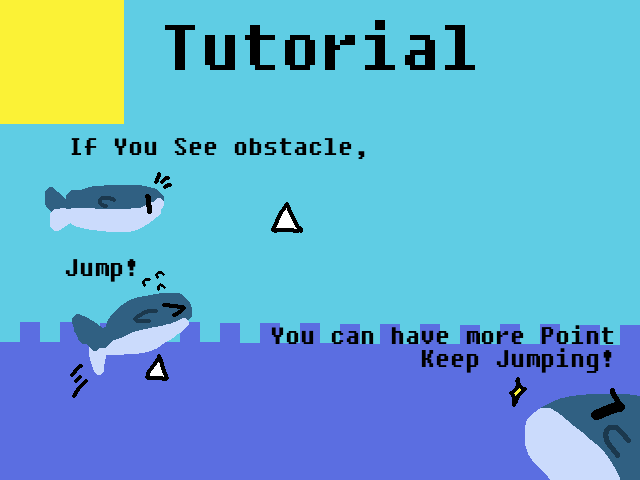 Tutorial
If You See obstacle,
Jump!
You can have more Point
Keep Jumping!